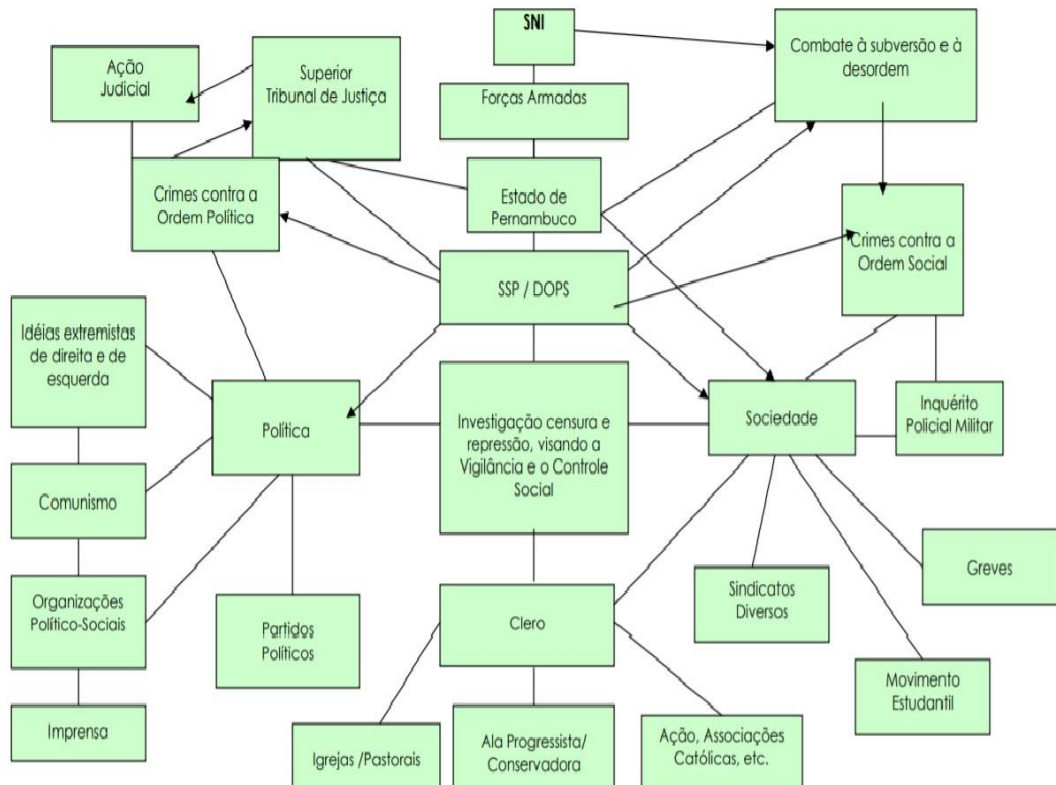 SNI
Combate à subversão e à
desordem
Ação
Judicial
Superior
Tribunal de Justiça
Forças Armadas
Crimes contra a
Ordem Política
Estado de
Pernambuco
Crimes contra a
Ordem Social
SSP / DOPS
Idéias extremistas
de direita e de
esquerda
Política
Investigação censura e
repressão, visando a
Vigilância e o Controle
Social
Sociedade
Inquérito
Policial Militar
Comunismo
Organizações
Político-Sociais
Partidos
Políticos
Clero
Sindicatos
Diversos
Greves
Movimento
Estudantil
Imprensa
Igrejas /Pastorais
Ala Progressista/
Conservadora
Ação, Associações
Católicas, etc.